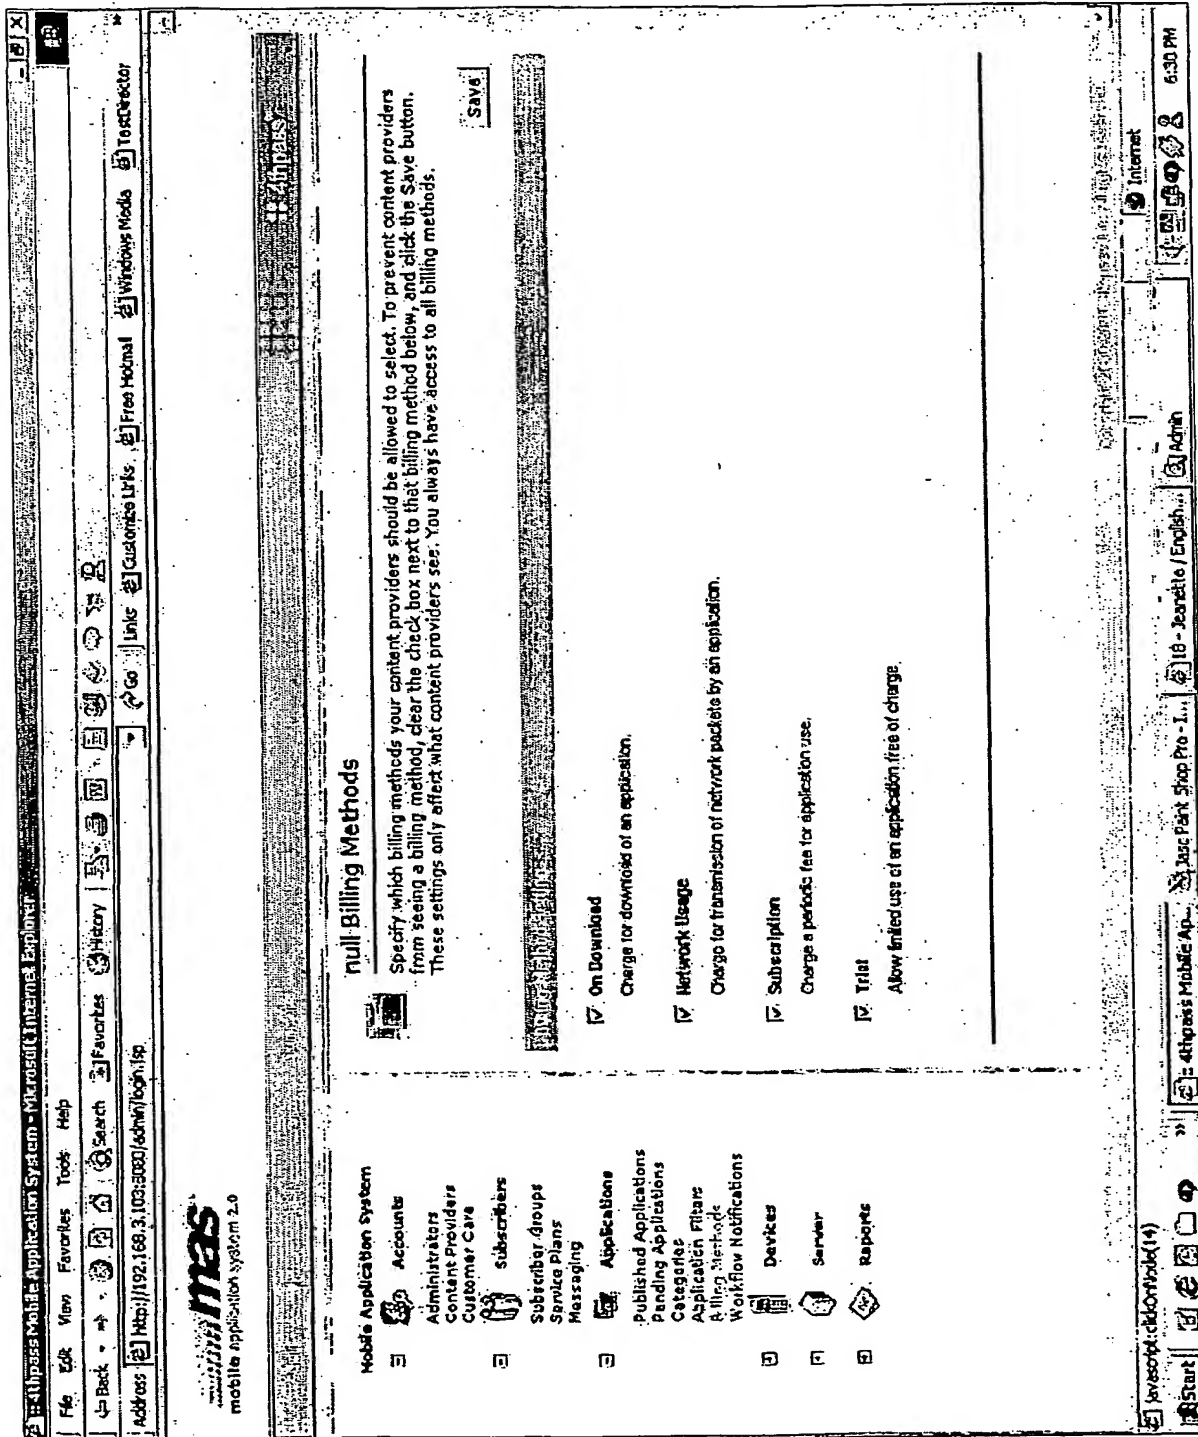 4thpass Mobile Application System - Microsoft Internet Explorer
File Edit View Favorites Tools Help
Back Search Favorites History
Address http://192.168.3.103:8080/admin/login.jsp Go Links Customize Links Free Hotmail Windows Media TestDirector
mas
mobile application system 2.0
4thpass
Mobile Application System
Accounts
Administrators
Content Providers
Customer Care
Subscribers
Subscriber Groups
Service Plans
Messaging
Applications
Published Applications
Pending Applications
Categories
Application Filters
Billing Methods
Workflow Notifications
Devices
Server
Reports
null Billing Methods
Specify which billing methods your content providers should be allowed to select. To prevent content providers
from seeing a billing method, clear the check box next to that billing method below, and click the Save button.
These settings only affect what content providers see. You always have access to all billing methods.
Save
On Download
Charge for download of an application.
Network Usage
Charge for transmission of network packets by an application.
Subscription
Charge a periodic fee for application use.
Trial
Allow limited use of an application free of charge.
javascript:clickOnNode(14)
Internet
Start
4thpass Mobile Ap...
Jasc Paint Shop Pro - I...
18 - Jeanette / English...
Admin
6:30 PM